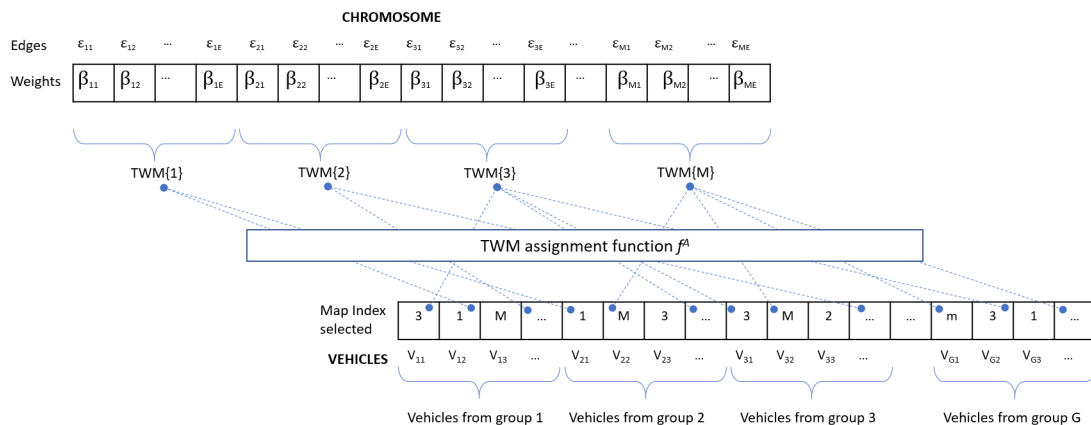 CHROMOSOME
Edges ε11 ε12 ... ε1E ε21 ε22 ... ε2E ε31 ε32 ... ε3E ... εM1 εM2 ... εME
Weights β11 β12 ... β1E β21 β22 ... β2E β31 β32 ... β3E ... βM1 βM2 ... βME
TWM{1} TWM{2} TWM{3} TWM{M}
TWM assignment function fA
Map Index
selected
3 1 M ... 1 M 3 ... 3 M 2 ... ... m 3 1 ...
VEHICLES V11 V12 V13 ... V21 V22 V23 ... V31 V32 V33 ... VG1 VG2 VG3 ...
Vehicles from group 1 Vehicles from group 2 Vehicles from group 3 Vehicles from group G